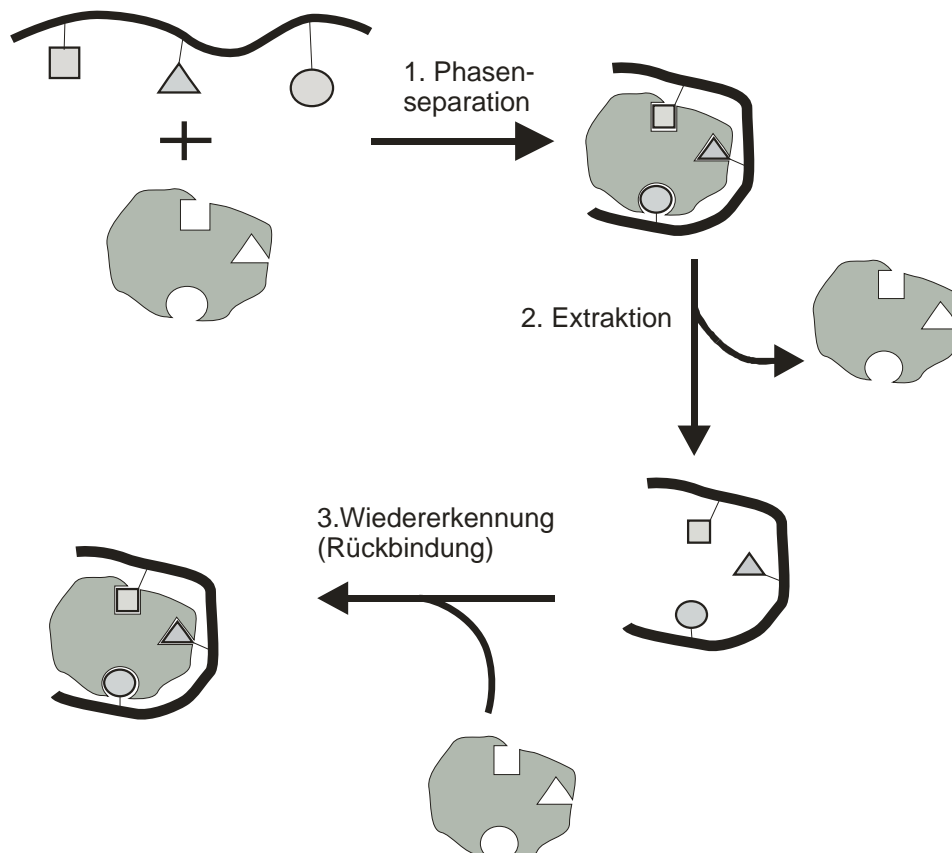 1. Phasen-
separation
2. Extraktion
3.Wiedererkennung
(Rückbindung)